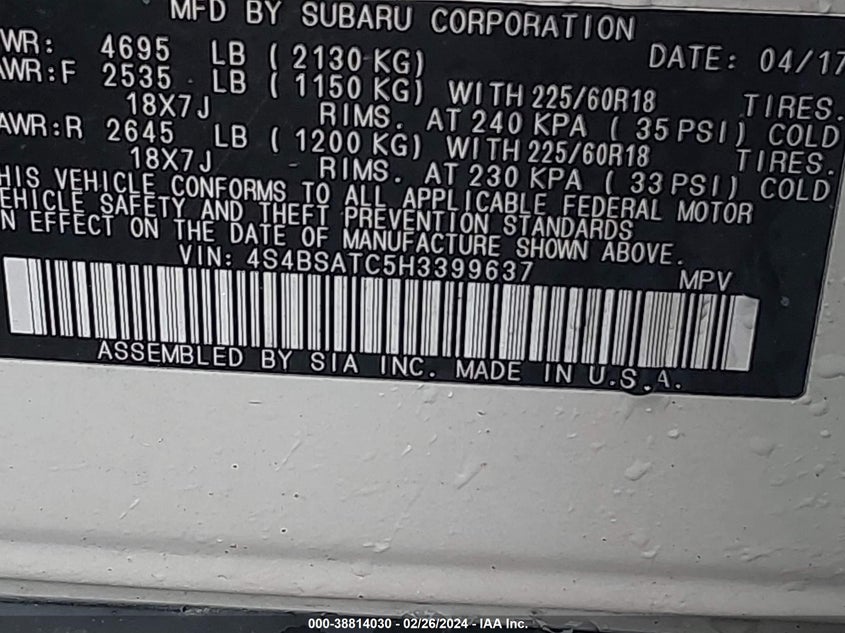 MFD BY SUBARU CORPORATION
WR: 4695 LB ( 2130 KG) DATE: 04/17
AWR:F 2535 LB ( 1150 KG) WITH 225/60R18 TIRES.
18X7J RIMS. AT 240 KPA ( 35 PSI) COLD
AWR:R 2645 LB ( 1200 KG) WITH 225/60R18 TIRES.
18X7J RIMS. AT 230 KPA ( 33 PSI) COLD
HIS VEHICLE CONFORMS TO ALL APPLICABLE FEDERAL MOTOR
EHICLE SAFETY AND THEFT PREVENTION STANDARDS
N EFFECT ON THE DATE OF MANUFACTURE SHOWN ABOVE.
VIN: 4S4BSATC5H3399637 MPV
ASSEMBLED BY SIA INC. MADE IN U.S.A.
000-38814030 - 02/26/2024 - IAA Inc.